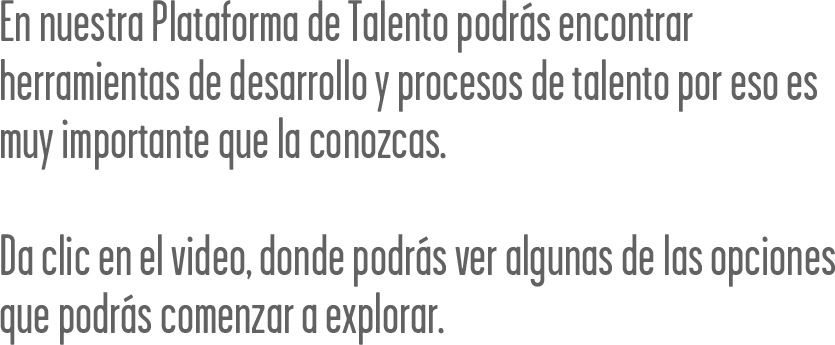 En nuestra Plataforma de Talento podrás encontrar
herramientas de desarrollo y procesos de talento por eso es
muy importante que la conozcas.
Da clic en el video, donde podrás ver algunas de las opciones
que podrás comenzar a explorar.